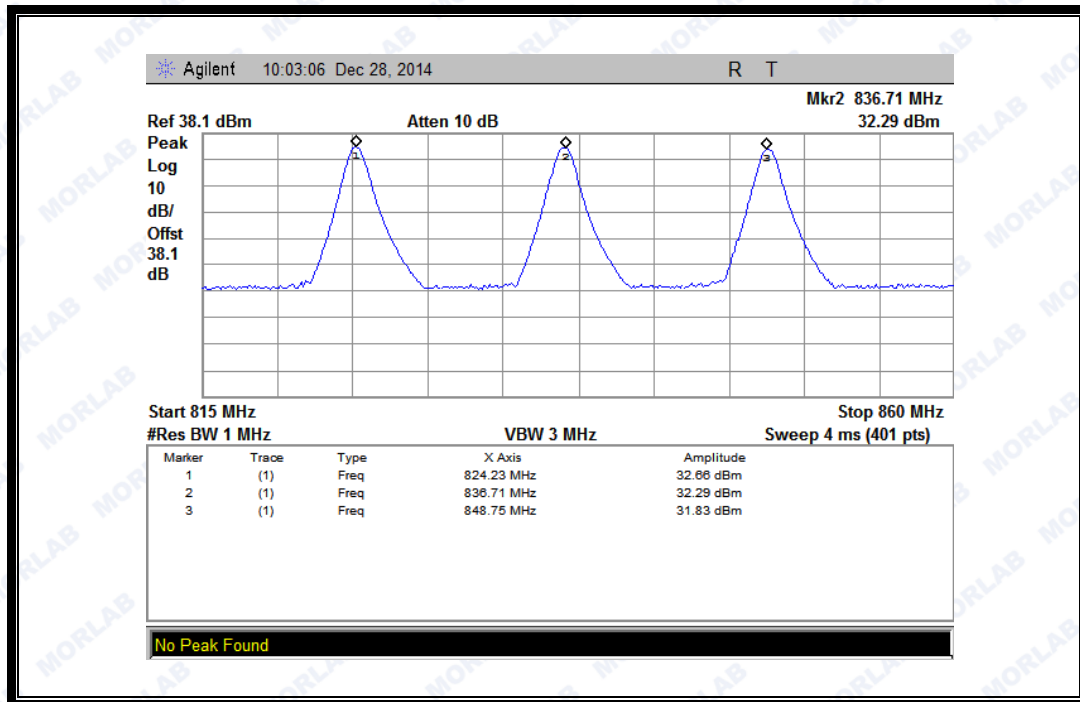 Agilent 10:03:06 Dec 28, 2014 R T
Mkr2 836.71 MHz
Ref 38.1 dBm Atten 10 dB 32.29 dBm
Peak
Log
10
dB/
Offst
38.1
dB
1 2 3
Start 815 MHz Stop 860 MHz
#Res BW 1 MHz VBW 3 MHz Sweep 4 ms (401 pts)
Marker Trace Type X Axis Amplitude
1 (1) Freq 824.23 MHz 32.66 dBm
2 (1) Freq 836.71 MHz 32.29 dBm
3 (1) Freq 848.75 MHz 31.83 dBm
No Peak Found
MORLAB